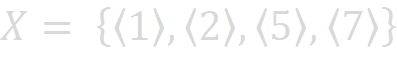 X = {⟨1⟩, ⟨2⟩, ⟨5⟩, ⟨7⟩}